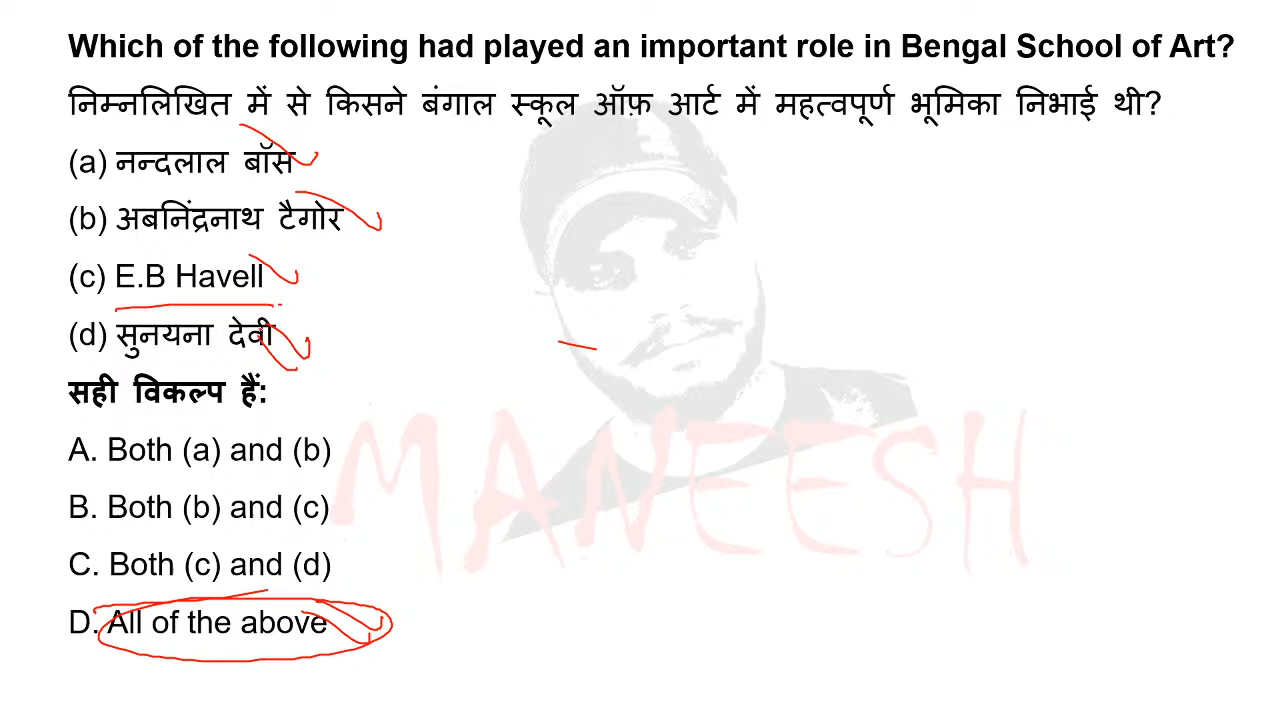 Which of the following had played an important role in Bengal School of Art?
निम्नलिखित में से किसने बंगाल स्कूल ऑफ़ आर्ट में महत्वपूर्ण भूमिका निभाई थी?
(a) नन्दलाल बॉस
(b) अबनिंद्रनाथ टैगोर
(c) E.B Havell
(d) सुनयना देवी
सही विकल्प हैं:
A. Both (a) and (b)
B. Both (b) and (c)
C. Both (c) and (d)
D. All of the above
MANEESH